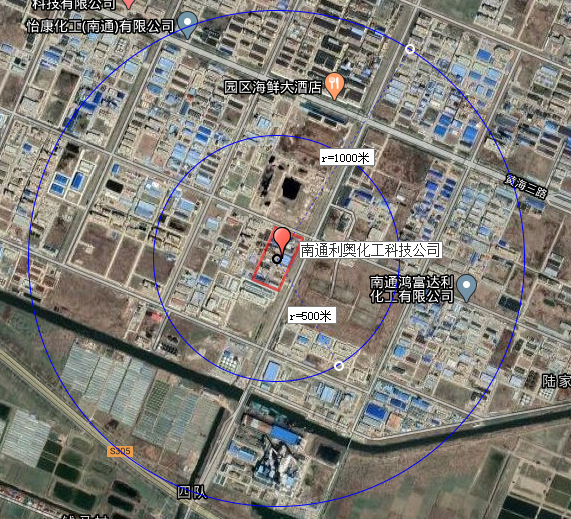 科技有限公司
怡康化工(南通)有限公司
园区海鲜大酒店
r=1000米
黄海三路
南通利奥化工科技公司
南通鸿富达利
化工有限公司
r=500米
陆家
S305
四队